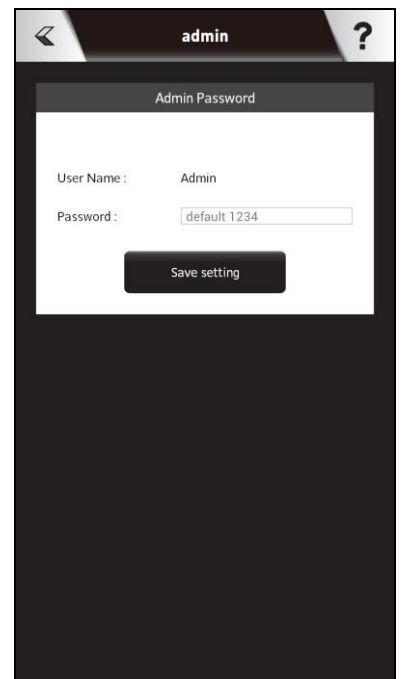 admin
?
Admin Password
User Name : Admin
Password : default 1234
Save setting